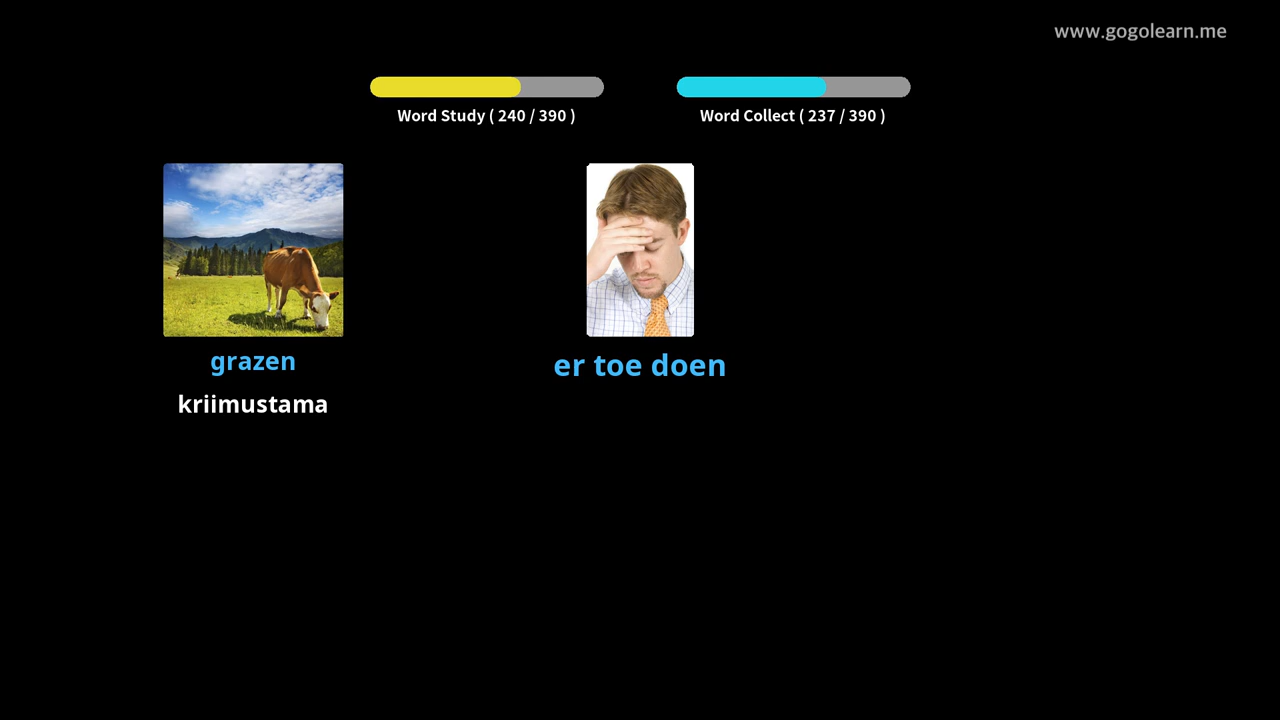 www.gogolearn.me
Word Study ( 240 / 390 )
Word Collect ( 237 / 390 )
grazen
kriimustama
er toe doen